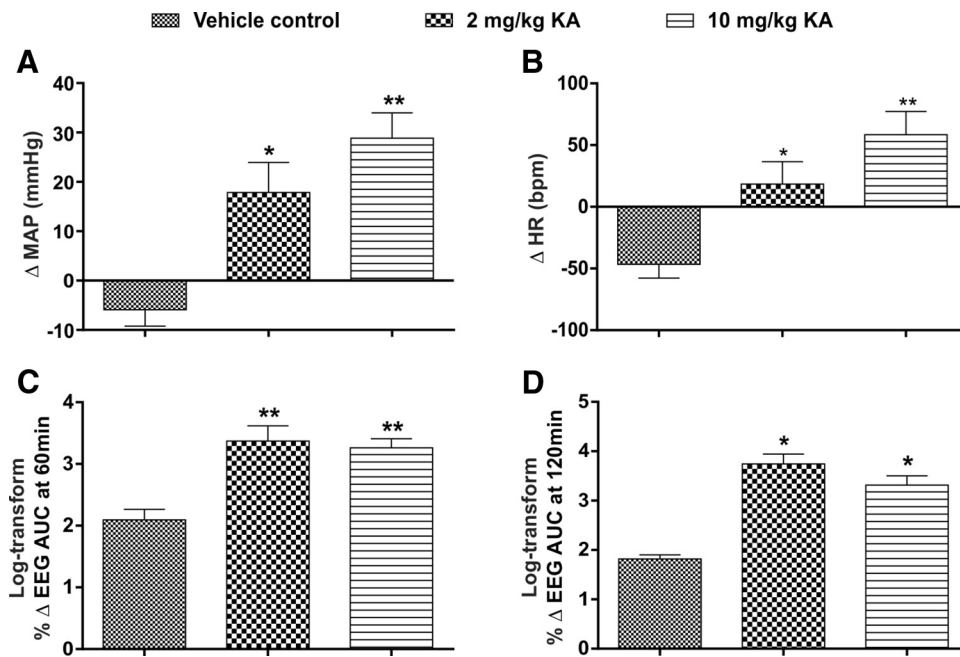 Vehicle control 2 mg/kg KA 10 mg/kg KA
A
Δ MAP (mmHg)
40
30
20
10
0
-10
*
**
B
Δ HR (bpm)
100
50
0
-50
-100
*
**
C
Log-transform
% Δ EEG AUC at 60min
4
3
2
1
0
**
**
D
Log-transform
% Δ EEG AUC at 120min
5
4
3
2
1
0
*
*